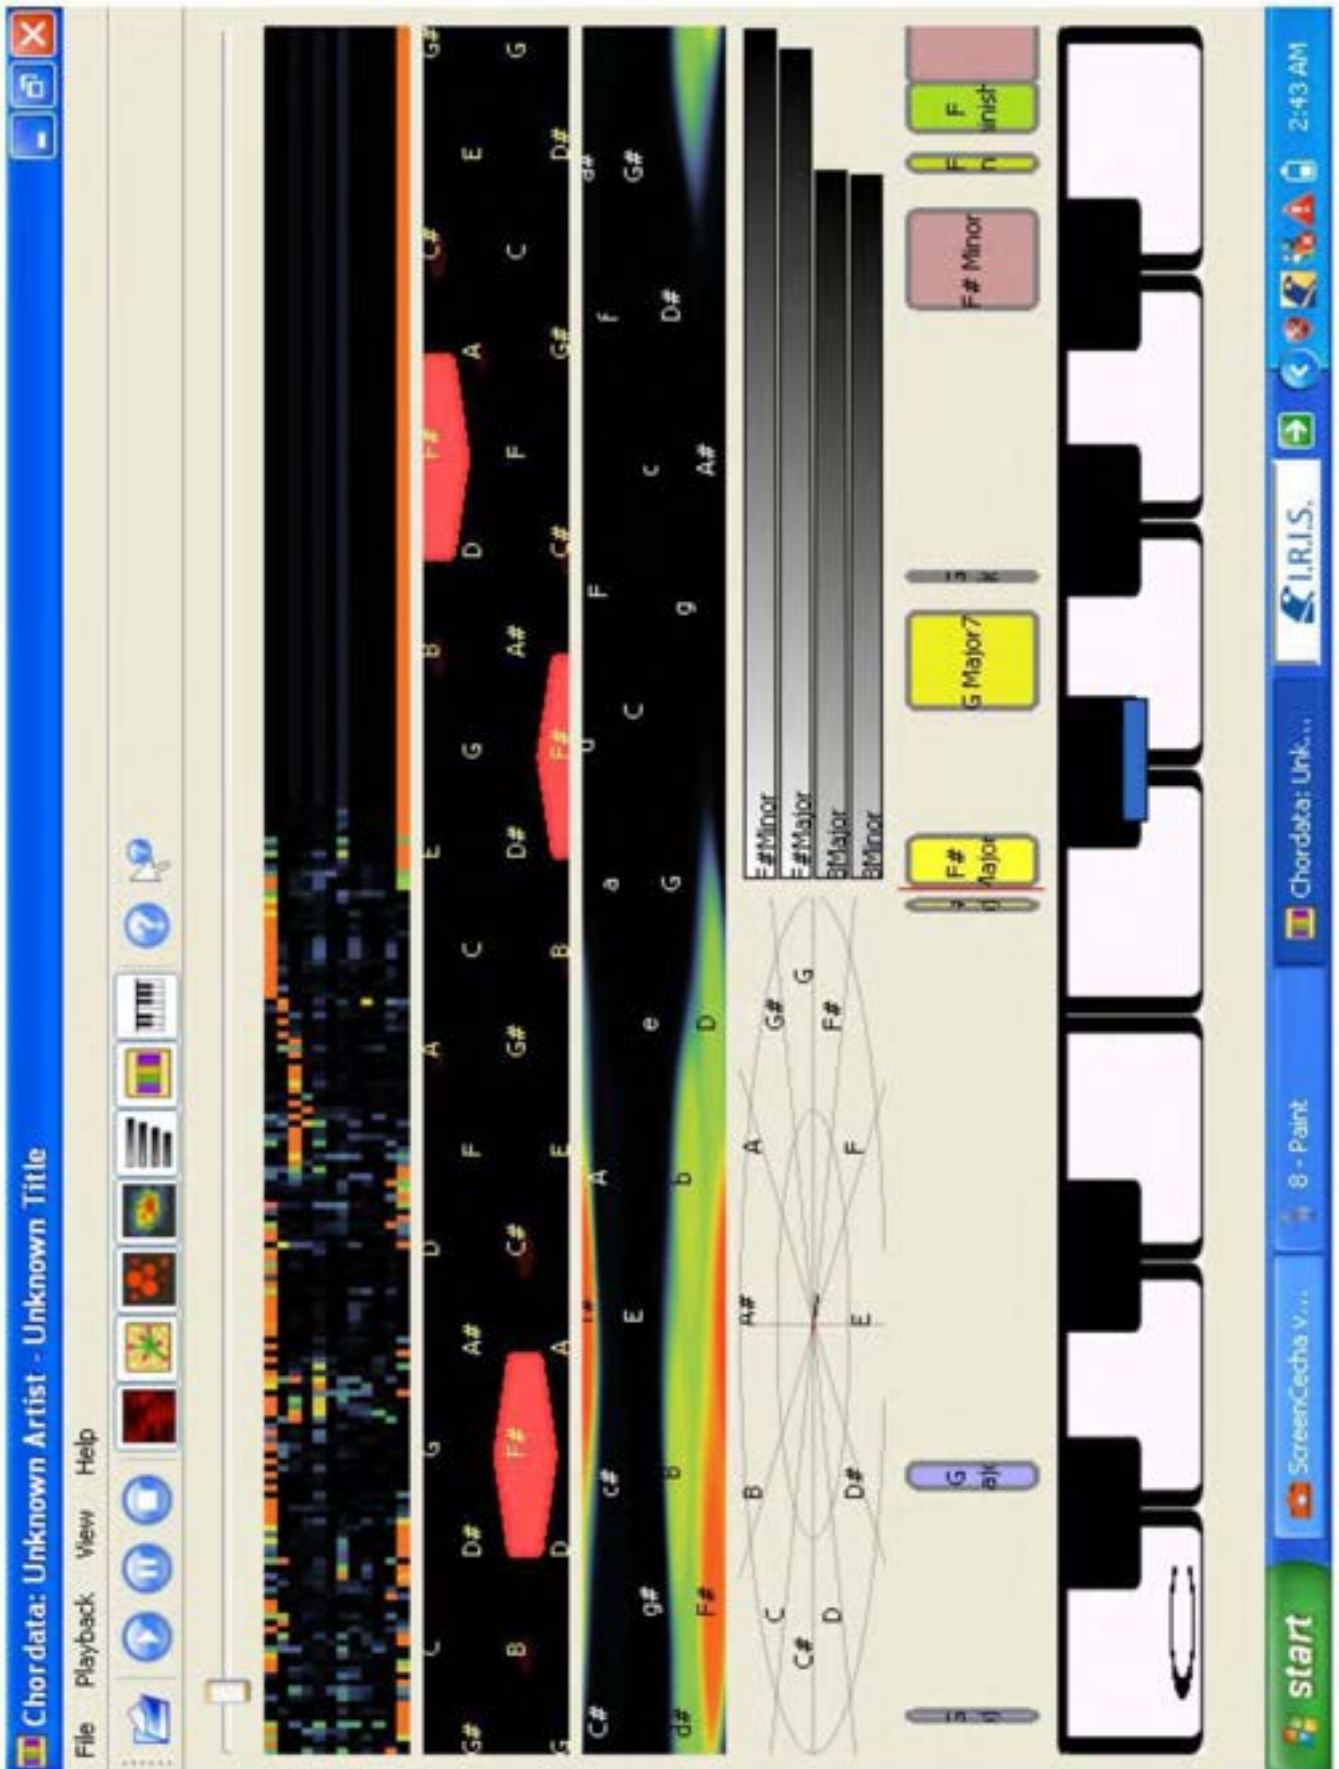 Chordata: Unknown Artist - Unknown Title
File Playback View Help
G# C D# G A# D F A C E G B D F# A C# E
B F# C# G# D# A# F C G
G D A E B F# C# G# D#
C# g# c# E A e a C F f G#
d# F# B b D G g A# c D#
F#Minor
F#Major
BMajor
BMinor
C# C B A# A G# G
D D# E F F#
G
F#
G Major7
F# Minor
F
start
ScreenCecha v...
8 - Paint
Chordata: Unk...
I.R.I.S.
2:43 AM